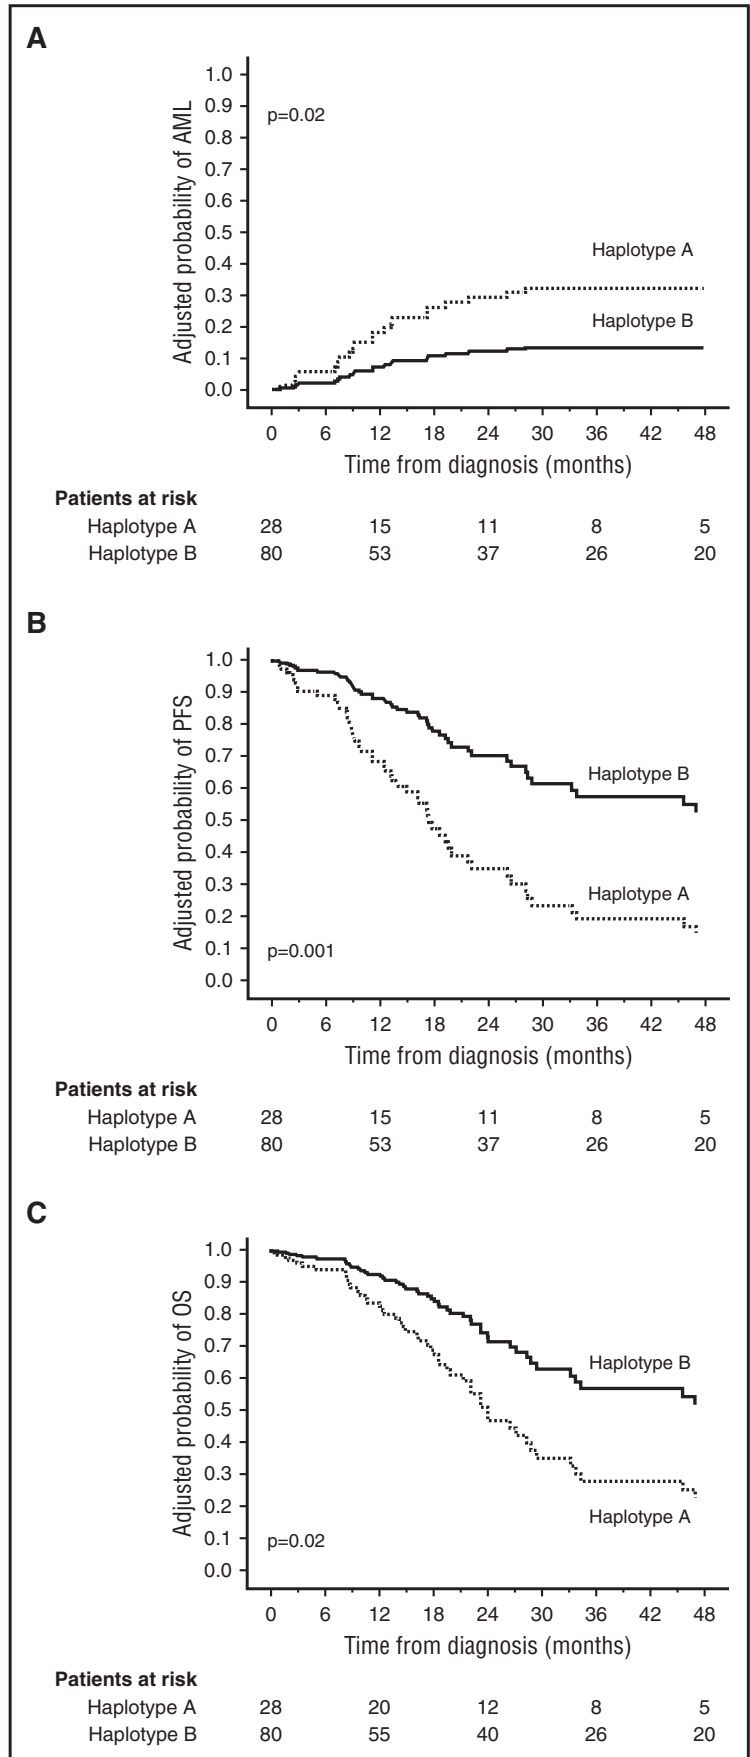 A
Adjusted probability of AML
1.0
0.9
0.8
0.7
0.6
0.5
0.4
0.3
0.2
0.1
0.0
p=0.02
Haplotype A
Haplotype B
0 6 12 18 24 30 36 42 48
Time from diagnosis (months)
Patients at risk
Haplotype A 28 15 11 8 5
Haplotype B 80 53 37 26 20
B
Adjusted probability of PFS
1.0
0.9
0.8
0.7
0.6
0.5
0.4
0.3
0.2
0.1
0.0
Haplotype B
Haplotype A
p=0.001
0 6 12 18 24 30 36 42 48
Time from diagnosis (months)
Patients at risk
Haplotype A 28 15 11 8 5
Haplotype B 80 53 37 26 20
C
Adjusted probability of OS
1.0
0.9
0.8
0.7
0.6
0.5
0.4
0.3
0.2
0.1
0.0
Haplotype B
Haplotype A
p=0.02
0 6 12 18 24 30 36 42 48
Time from diagnosis (months)
Patients at risk
Haplotype A 28 20 12 8 5
Haplotype B 80 55 40 26 20